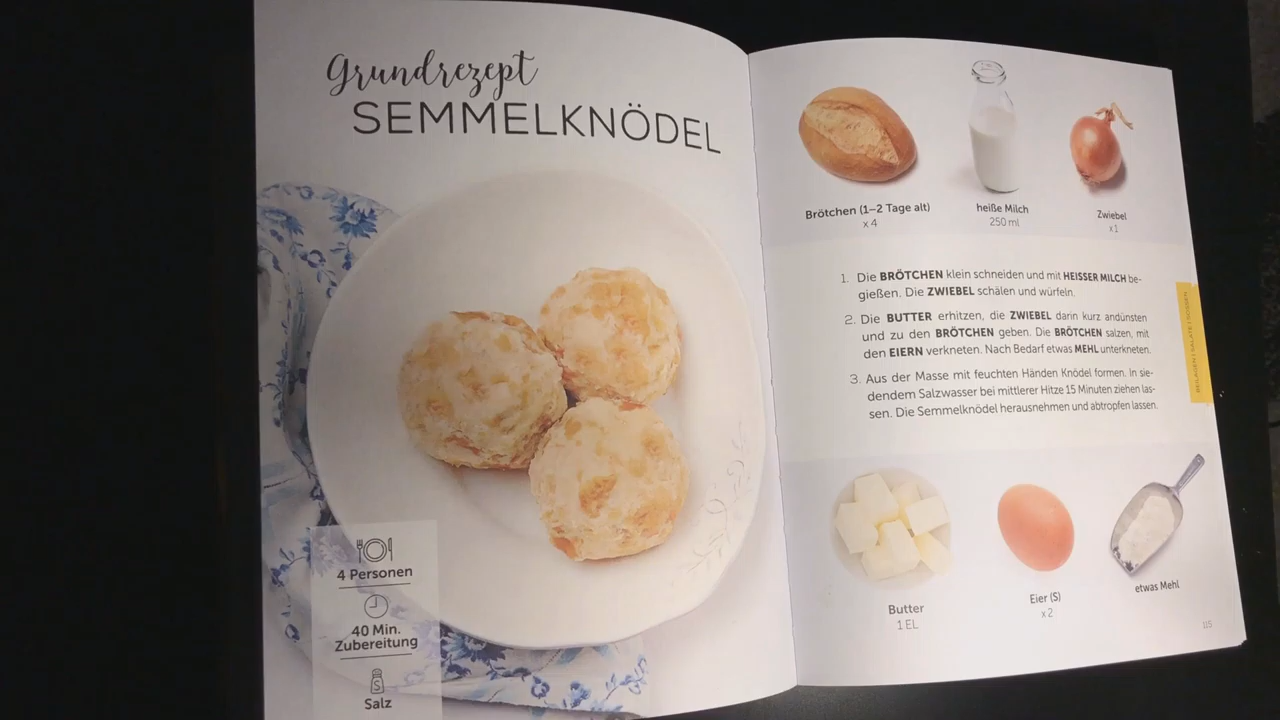 Grundrezept
SEMMELKNÖDEL
4 Personen
40 Min.
Zubereitung
S
Salz
Brötchen (1–2 Tage alt)
x 4
heiße Milch
250 ml
Zwiebel
x 1
1. Die BRÖTCHEN klein schneiden und mit HEISSER MILCH be-
gießen. Die ZWIEBEL schälen und würfeln.
2. Die BUTTER erhitzen, die ZWIEBEL darin kurz andünsten
und zu den BRÖTCHEN geben. Die BRÖTCHEN salzen, mit
den EIERN verkneten. Nach Bedarf etwas MEHL unterkneten.
3. Aus der Masse mit feuchten Händen Knödel formen. In sie-
dendem Salzwasser bei mittlerer Hitze 15 Minuten ziehen las-
sen. Die Semmelknödel herausnehmen und abtropfen lassen.
BEILAGEN | SALATE | SOSSEN
Butter
1 EL
Eier (S)
x 2
etwas Mehl
115